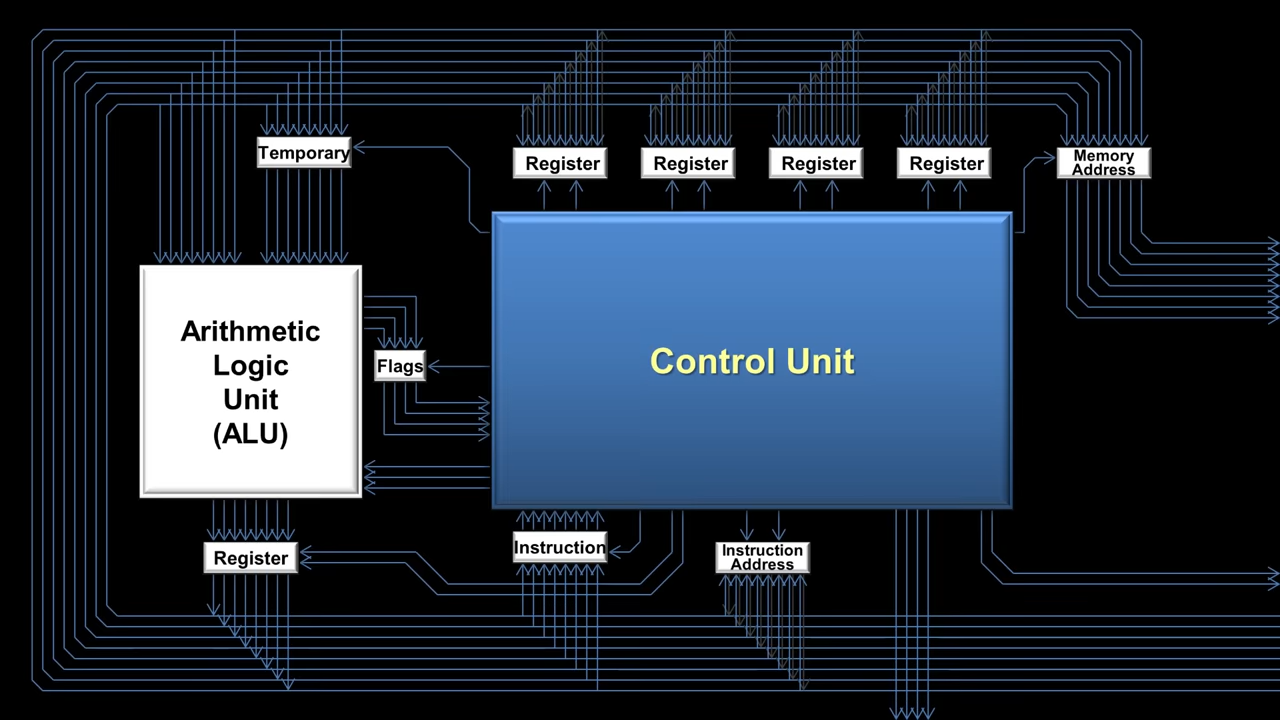 Temporary
Register
Register
Register
Register
Memory
Address
Arithmetic
Logic
Unit
(ALU)
Flags
Control Unit
Register
Instruction
Instruction
Address